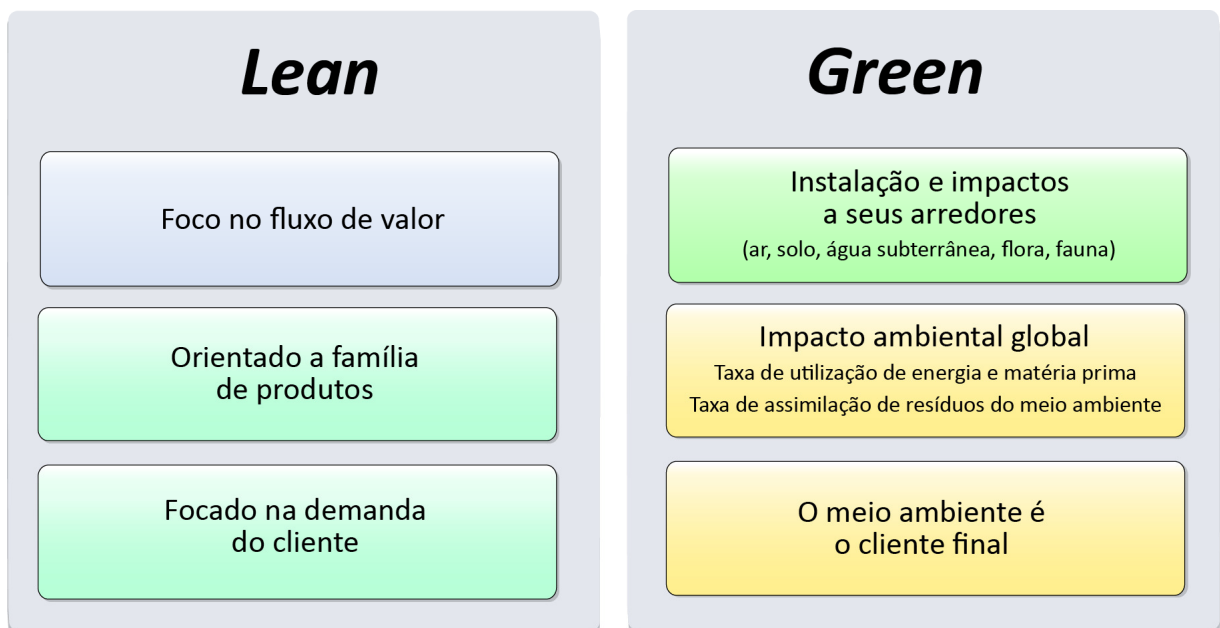 Lean
Foco no fluxo de valor
Orientado a família
de produtos
Focado na demanda
do cliente
Green
Instalação e impactos
a seus arredores
(ar, solo, água subterrânea, flora, fauna)
Impacto ambiental global
Taxa de utilização de energia e matéria prima
Taxa de assimilação de resíduos do meio ambiente
O meio ambiente é
o cliente final